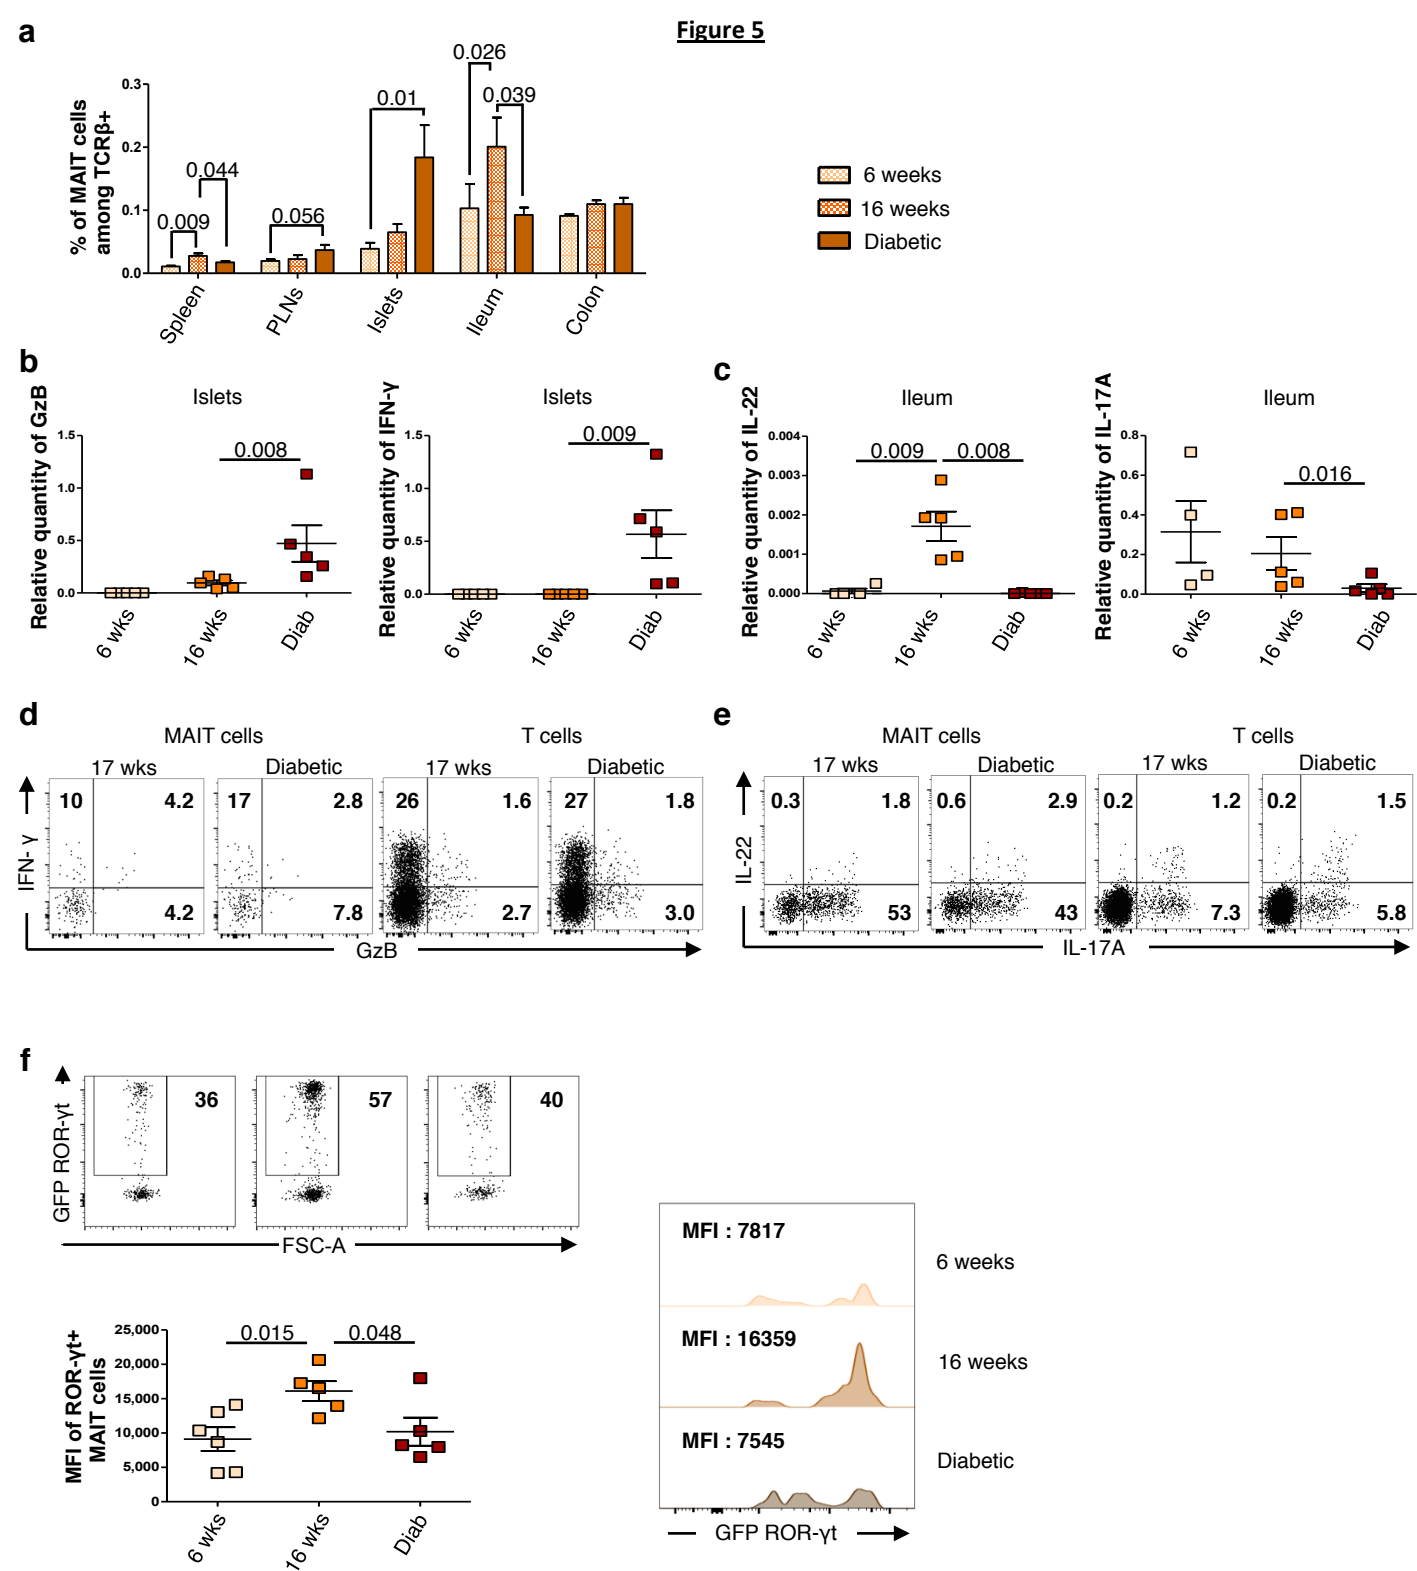 Figure 5
a
% of MAIT cells
among TCRβ+
0.3
0.2
0.1
0.0
0.009
0.044
0.056
0.01
0.026
0.039
Spleen
PLNs
Islets
Ileum
Colon
6 weeks
16 weeks
Diabetic
b
Islets
Relative quantity of GzB
1.5
1.0
0.5
0.0
0.008
6 wks
16 wks
Diab
Islets
Relative quantity of IFN-γ
1.5
1.0
0.5
0.0
0.009
6 wks
16 wks
Diab
c
Ileum
Relative quantity of IL-22
0.004
0.003
0.002
0.001
0.000
0.009
0.008
6 wks
16 wks
Diab
Ileum
Relative quantity of IL-17A
0.8
0.6
0.4
0.2
0.0
0.016
6 wks
16 wks
Diab
d
MAIT cells
T cells
17 wks
Diabetic
17 wks
Diabetic
10 4.2
17 2.8
26 1.6
27 1.8
4.2
7.8
2.7
3.0
IFN- γ
GzB
e
MAIT cells
T cells
17 wks
Diabetic
17 wks
Diabetic
0.3 1.8
0.6 2.9
0.2 1.2
0.2 1.5
53
43
7.3
5.8
IL-22
IL-17A
f
GFP ROR-γt
36
57
40
FSC-A
MFI of ROR-γt+
MAIT cells
25,000
20,000
15,000
10,000
5,000
0
0.015
0.048
6 wks
16 wks
Diab
MFI : 7817
6 weeks
MFI : 16359
16 weeks
MFI : 7545
Diabetic
GFP ROR-γt